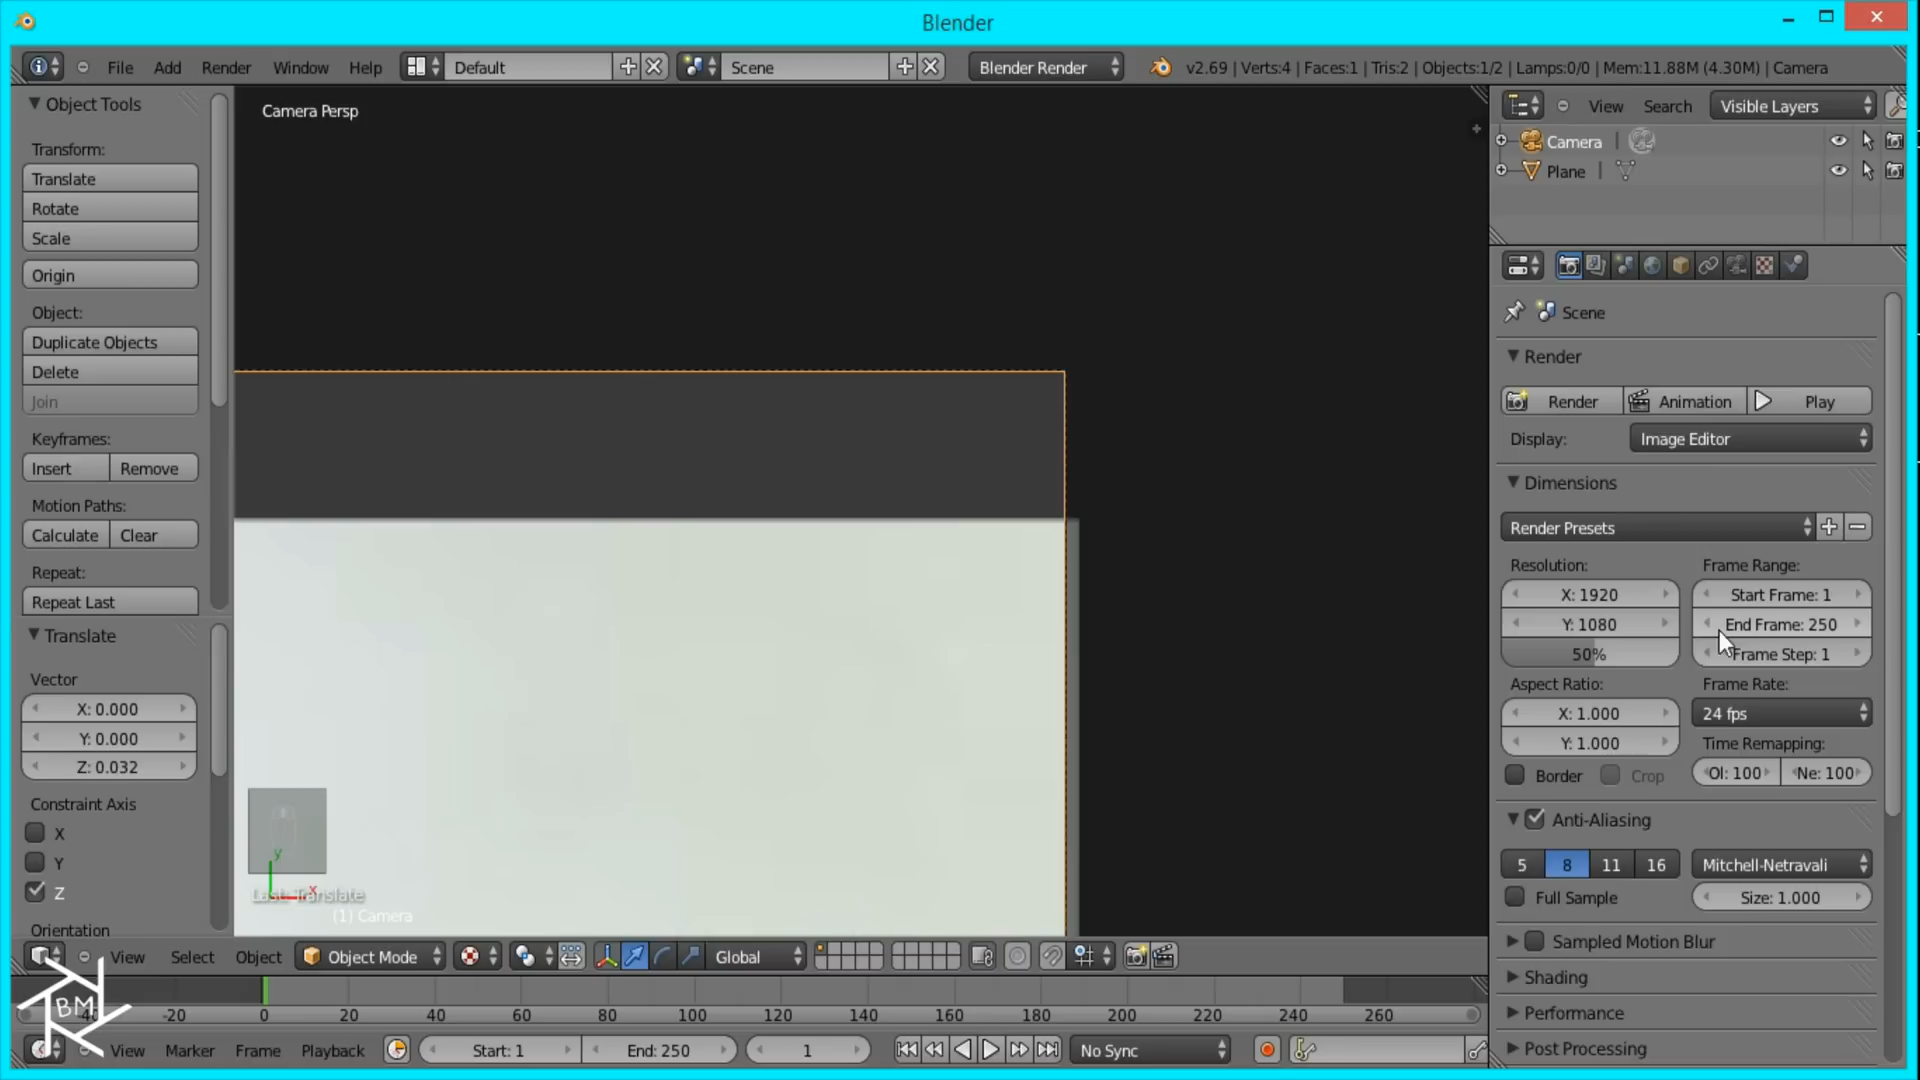 Blender
File Add Render Window Help Default Scene Blender Render v2.69 | Verts:4 | Faces:1 | Tris:2 | Objects:1/2 | Lamps:0/0 | Mem:11.88M (4.30M) | Camera
Object Tools
Transform:
Translate
Rotate
Scale
Origin
Object:
Duplicate Objects
Delete
Join
Keyframes:
Insert Remove
Motion Paths:
Calculate Clear
Repeat:
Repeat Last
Translate
Vector
X: 0.000
Y: 0.000
Z: 0.032
Constraint Axis
X
Y
Z
Orientation
Camera Persp
y
x
Last: Translate
(1) Camera
View Select Object Object Mode Global
-40 -20 0 20 40 60 80 100 120 140 160 180 200 220 240 260
BM
View Marker Frame Playback Start: 1 End: 250 1 No Sync
View Search Visible Layers
Camera
Plane
Scene
Render
Render Animation Play
Display: Image Editor
Dimensions
Render Presets
Resolution: Frame Range:
X: 1920 Start Frame: 1
Y: 1080 End Frame: 250
50% Frame Step: 1
Aspect Ratio: Frame Rate:
X: 1.000 24 fps
Y: 1.000 Time Remapping:
Border Crop Ol: 100 Ne: 100
Anti-Aliasing
5 8 11 16 Mitchell-Netravali
Full Sample Size: 1.000
Sampled Motion Blur
Shading
Performance
Post Processing